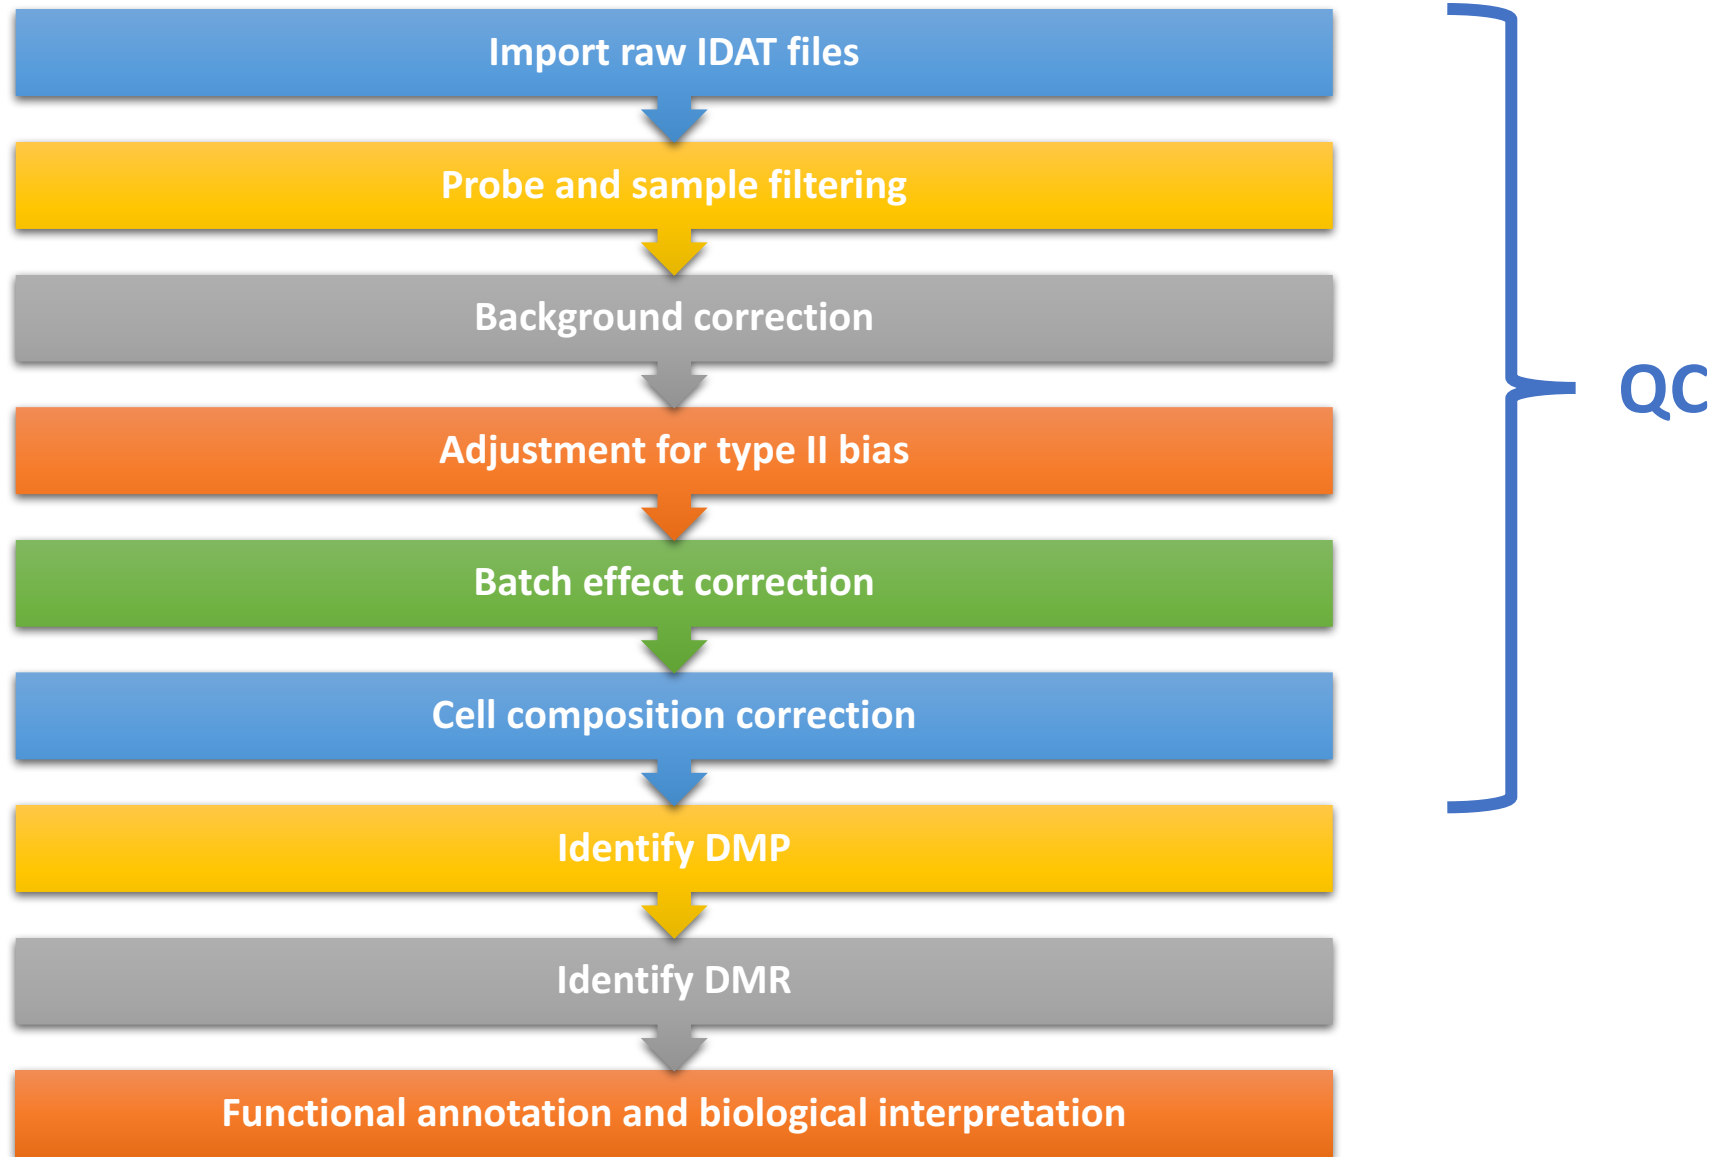 Import raw IDAT files
Probe and sample filtering
Background correction
Adjustment for type II bias
Batch effect correction
Cell composition correction
Identify DMP
Identify DMR
Functional annotation and biological interpretation
QC